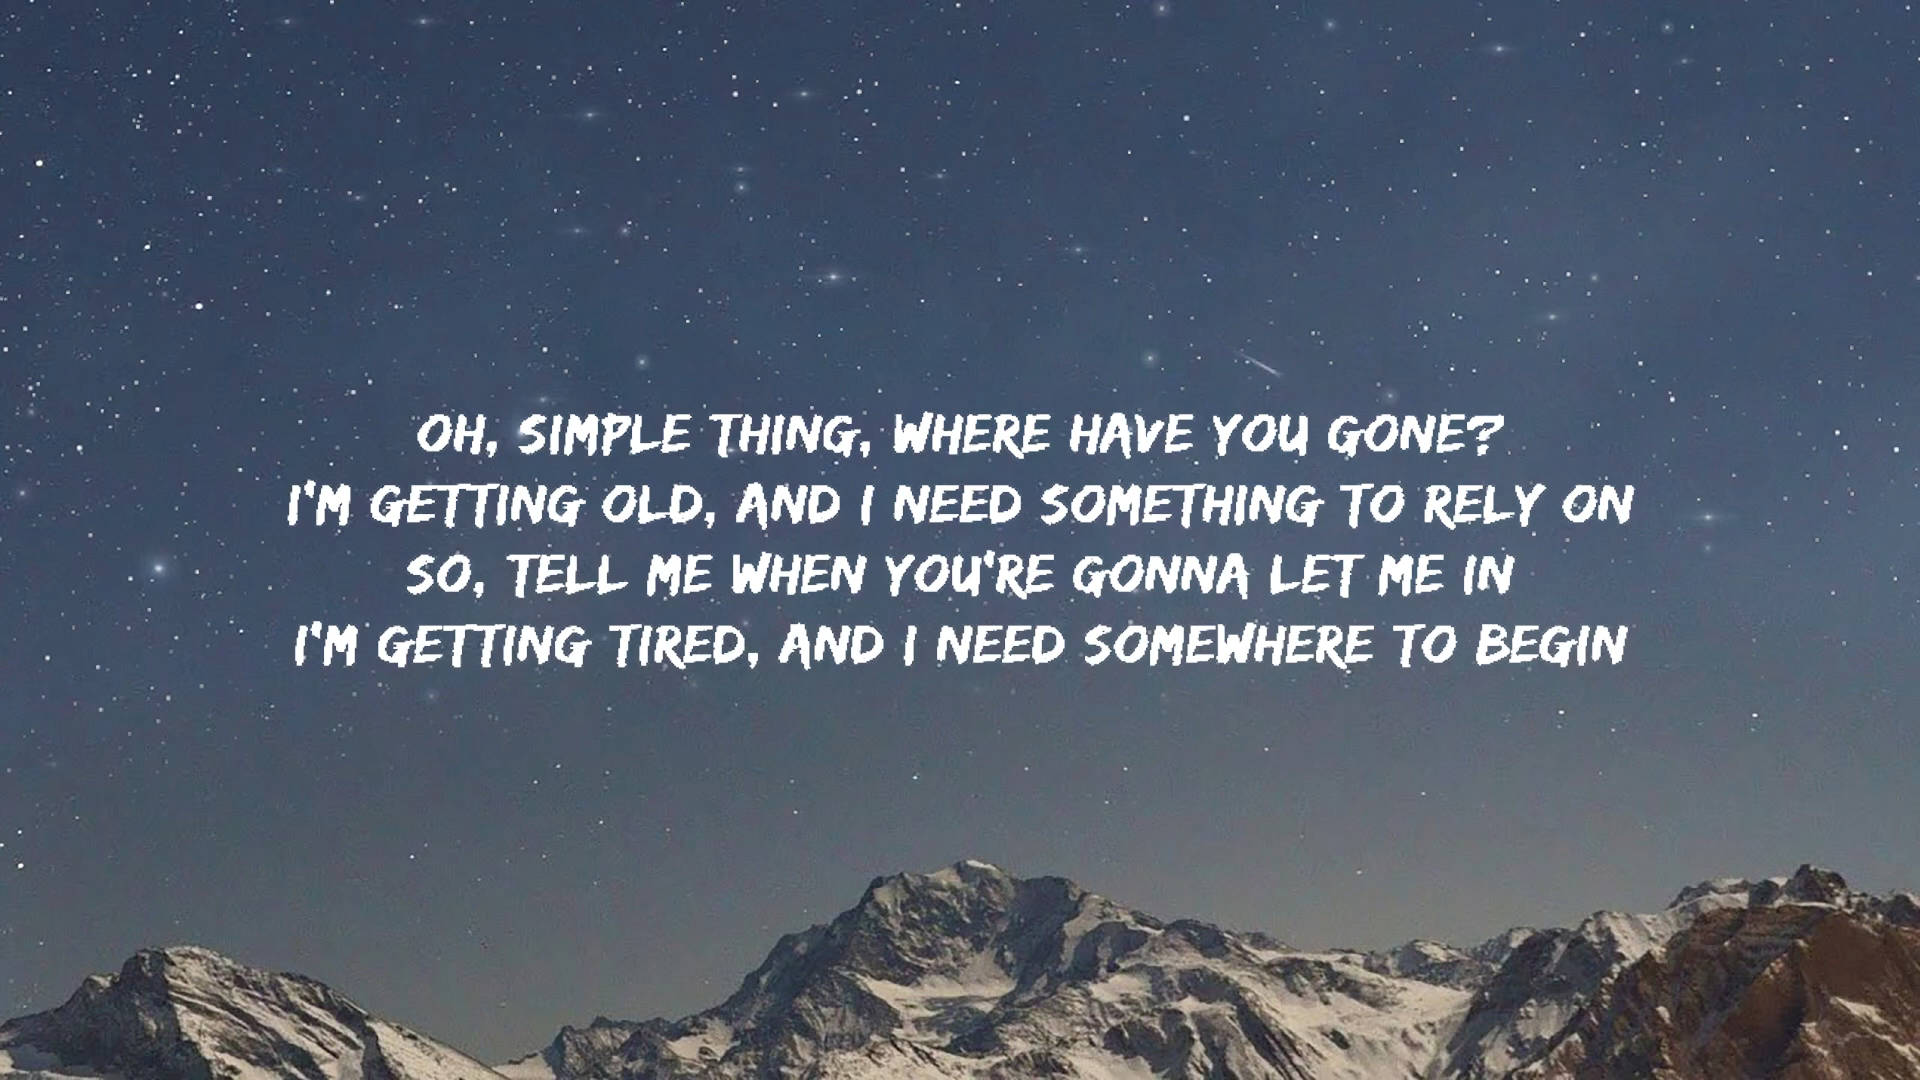 OH, SIMPLE THING, WHERE HAVE YOU GONE?
I'M GETTING OLD, AND I NEED SOMETHING TO RELY ON
SO, TELL ME WHEN YOU'RE GONNA LET ME IN
I'M GETTING TIRED, AND I NEED SOMEWHERE TO BEGIN